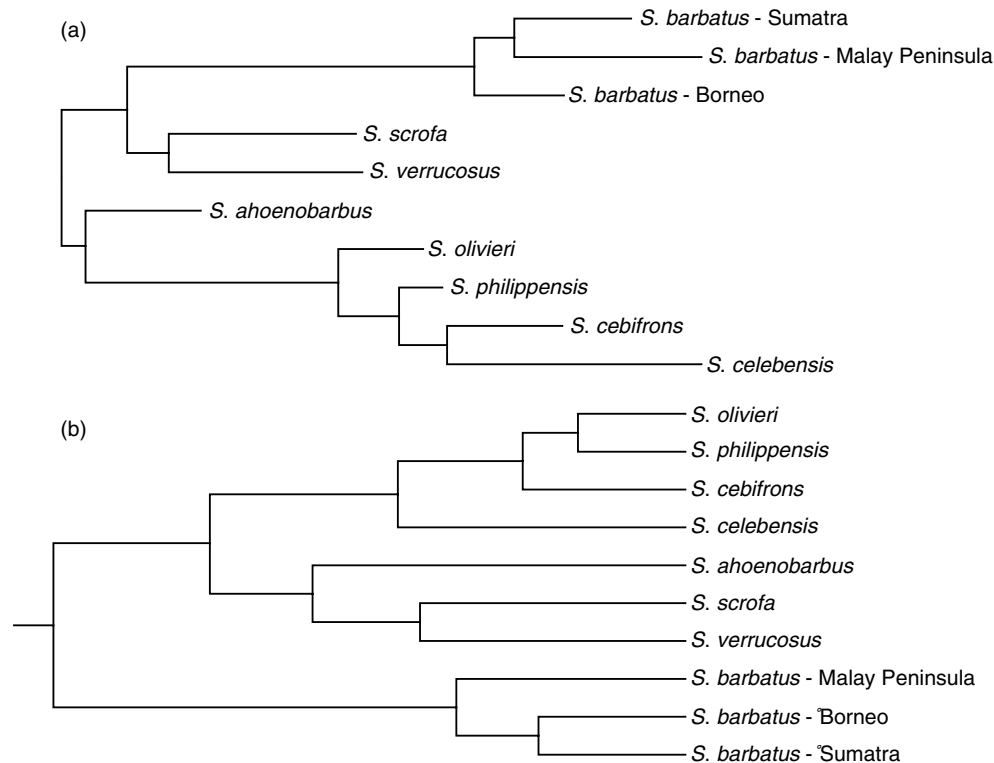 (a)
S. barbatus - Sumatra
S. barbatus - Malay Peninsula
S. barbatus - Borneo
S. scrofa
S. verrucosus
S. ahoenobarbus
S. olivieri
S. philippensis
S. cebifrons
S. celebensis
(b)
S. olivieri
S. philippensis
S. cebifrons
S. celebensis
S. ahoenobarbus
S. scrofa
S. verrucosus
S. barbatus - Malay Peninsula
S. barbatus - °Borneo
S. barbatus - °Sumatra